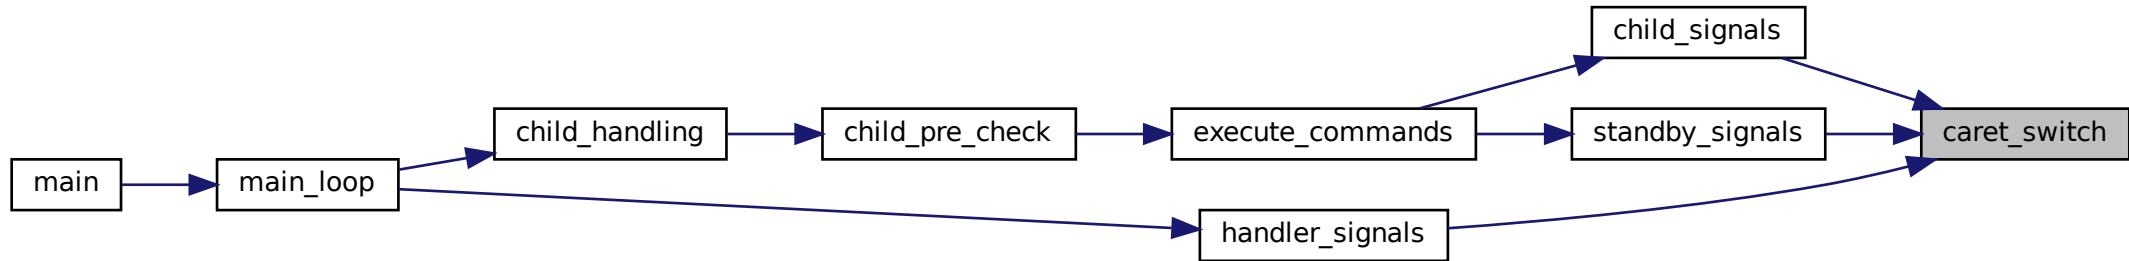 child_signals
child_handling
child_pre_check
execute_commands
standby_signals
caret_switch
main
main_loop
handler_signals